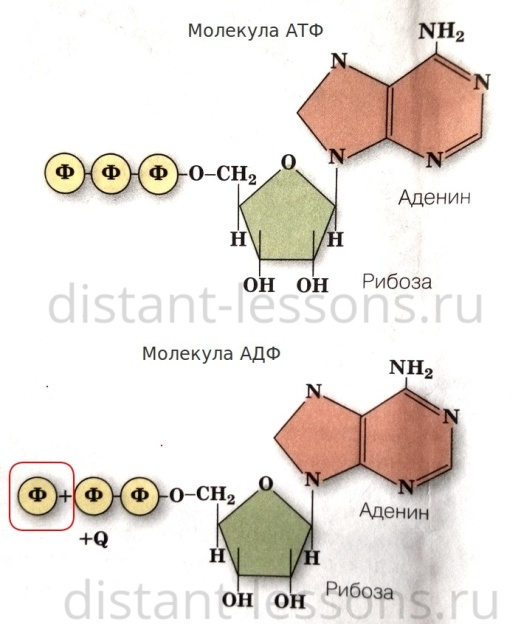 Молекула АТФ
NH₂
N
N
N
N
Ф Ф Ф O–CH₂
O
Аденин
H
H
OH OH
Рибоза
distant-lessons.ru
Молекула АДФ
NH₂
N
N
N
N
Ф + Ф Ф O–CH₂
O
Аденин
+Q
H
H
OH OH
Рибоза
distant-lessons.ru